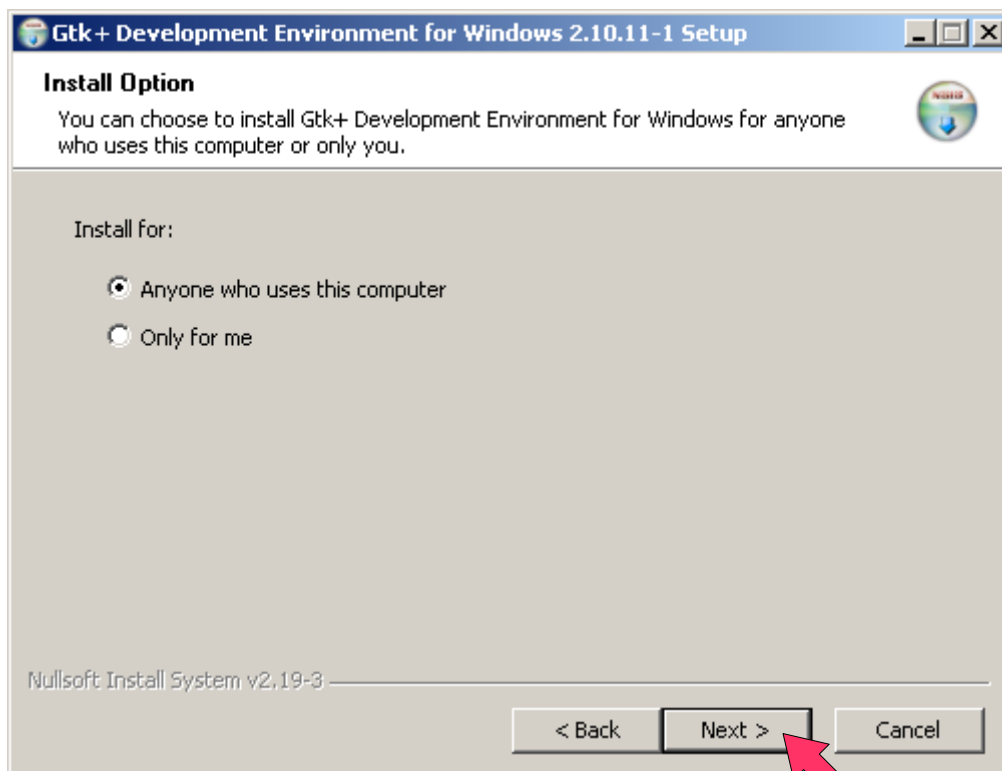 Gtk+ Development Environment for Windows 2.10.11-1 Setup
Install Option
You can choose to install Gtk+ Development Environment for Windows for anyone
who uses this computer or only you.
Install for:
Anyone who uses this computer
Only for me
Nullsoft Install System v2.19-3
< Back
Next >
Cancel